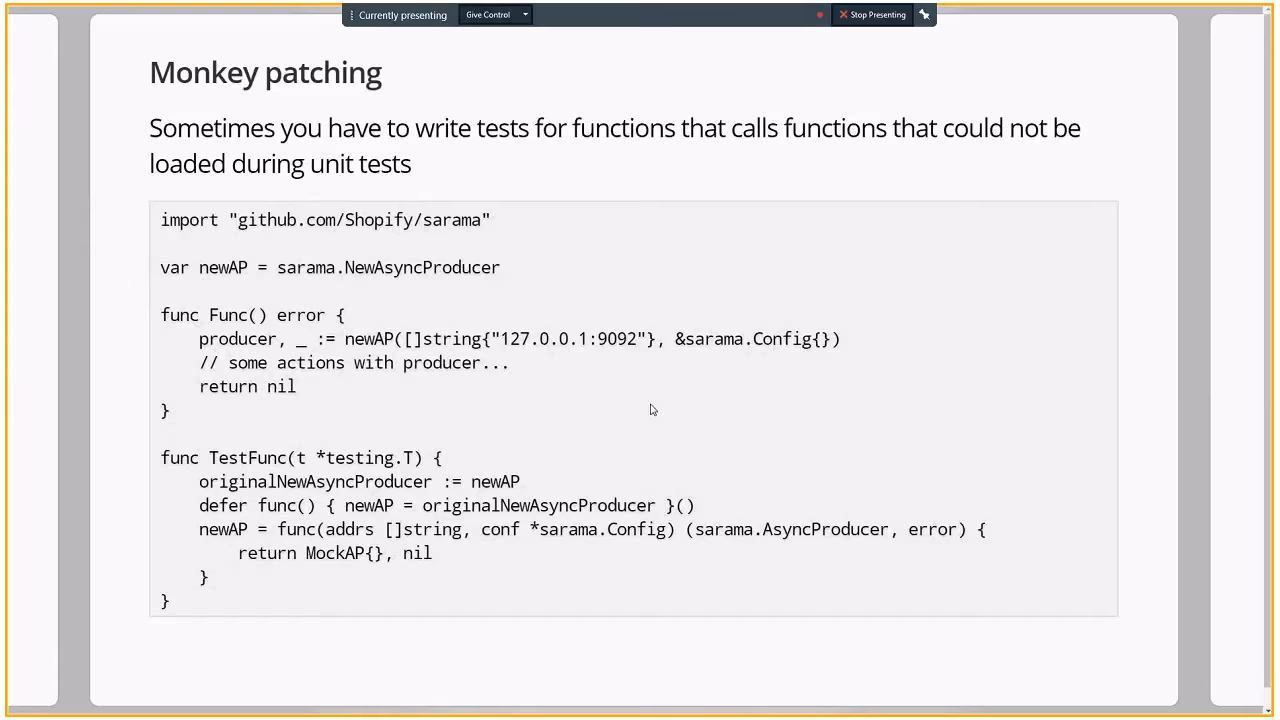 Currently presenting
Give Control
Stop Presenting
Monkey patching
Sometimes you have to write tests for functions that calls functions that could not be
loaded during unit tests
import "github.com/Shopify/sarama"
var newAP = sarama.NewAsyncProducer
func Func() error {
    producer, _ := newAP([]string{"127.0.0.1:9092"}, &sarama.Config{})
    // some actions with producer...
    return nil
}
func TestFunc(t *testing.T) {
    originalNewAsyncProducer := newAP
    defer func() { newAP = originalNewAsyncProducer }()
    newAP = func(addrs []string, conf *sarama.Config) (sarama.AsyncProducer, error) {
        return MockAP{}, nil
    }
}